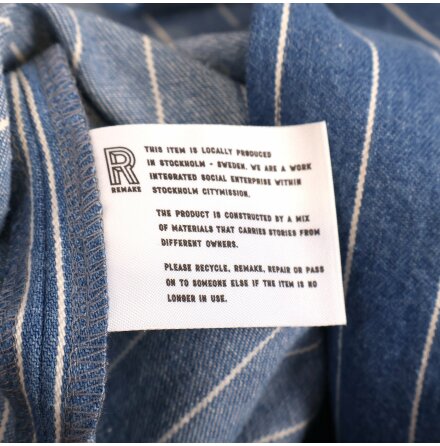 R
REMAKE
THIS ITEM IS LOCALLY PRODUCED
IN STOCKHOLM - SWEDEN. WE ARE A WORK
INTEGRATED SOCIAL ENTERPRISE WITHIN
STOCKHOLM CITYMISSION.
THE PRODUCT IS CONSTRUCTED BY A MIX
OF MATERIALS THAT CARRIES STORIES FROM
DIFFERENT OWNERS.
PLEASE RECYCLE, REMAKE, REPAIR OR PASS
ON TO SOMEONE ELSE IF THE ITEM IS NO
LONGER IN USE.